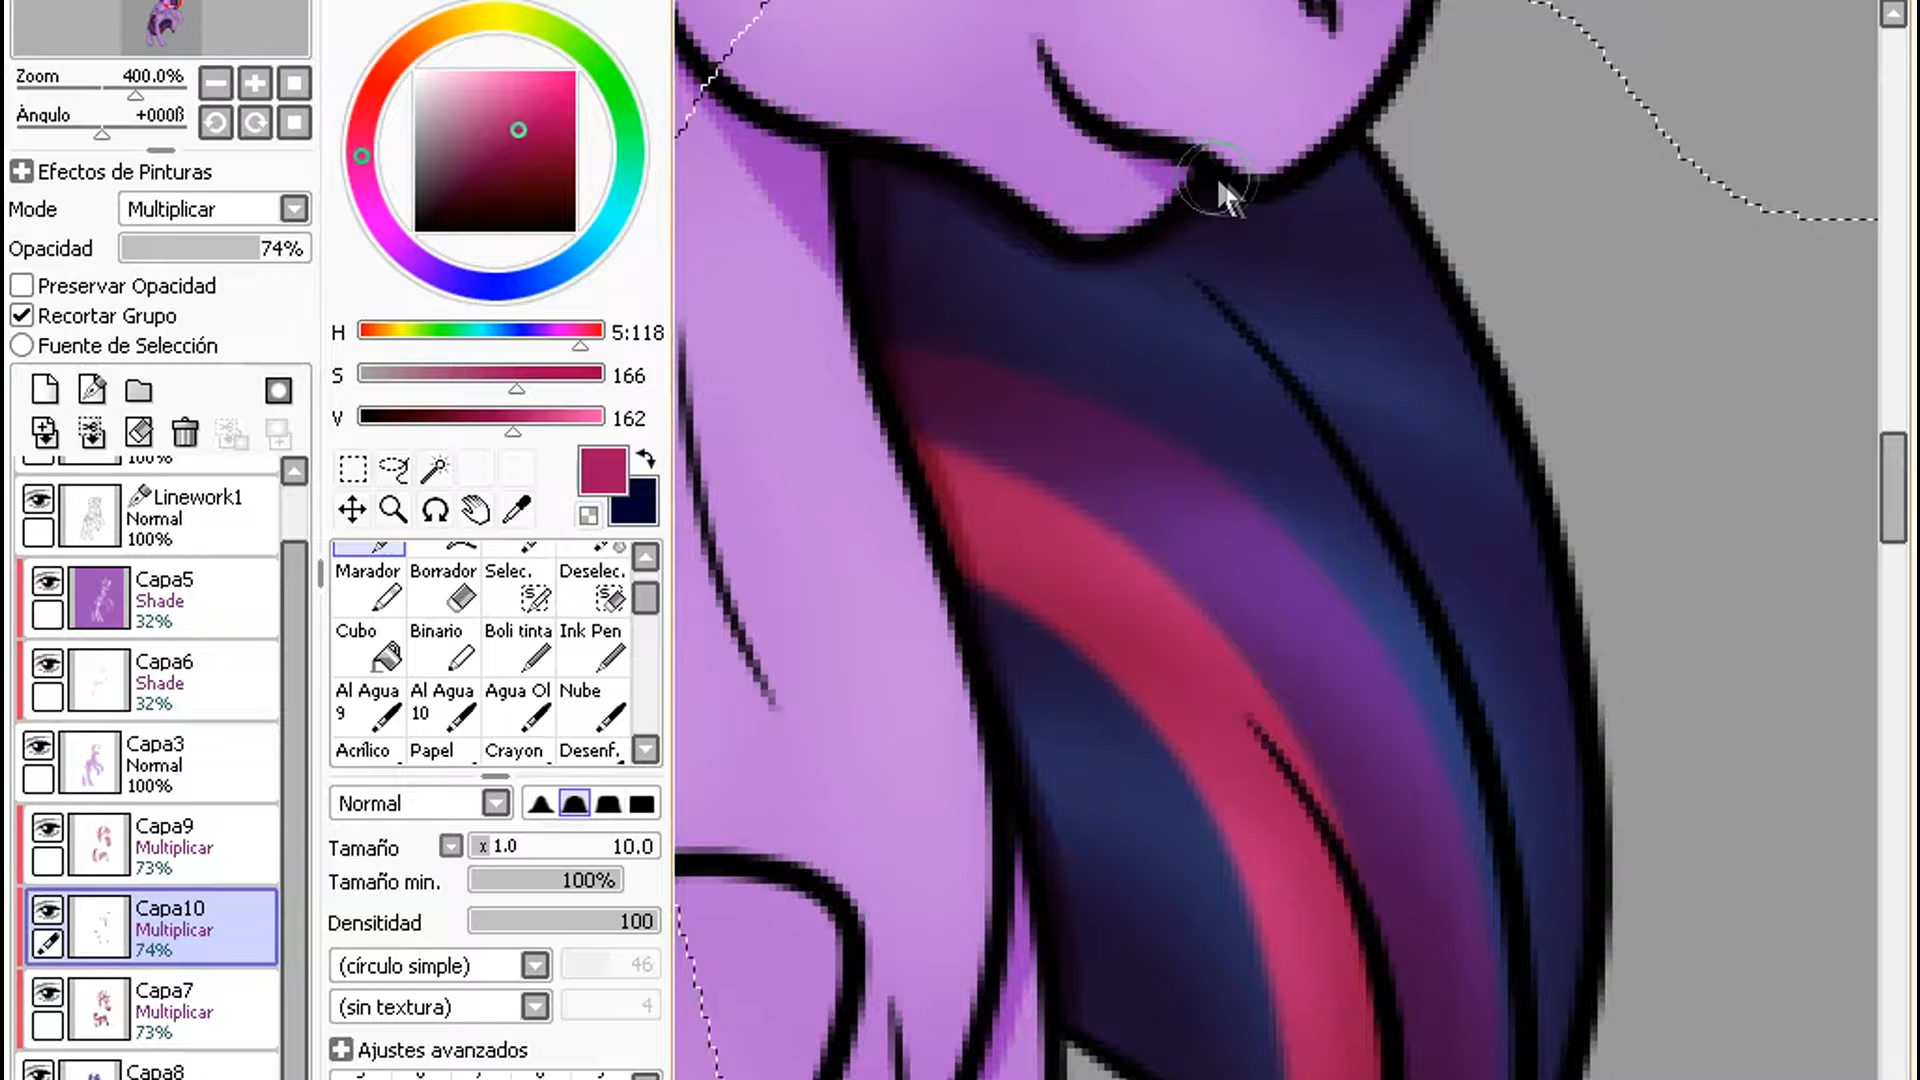 Zoom 400.0%
Ángulo +000ß
Efectos de Pinturas
Mode Multiplicar
Opacidad 74%
Preservar Opacidad
Recortar Grupo
Fuente de Selección
100%
Linework1
Normal
100%
Capa5
Shade
32%
Capa6
Shade
32%
Capa3
Normal
100%
Capa9
Multiplicar
73%
Capa10
Multiplicar
74%
Capa7
Multiplicar
73%
Capa8
H 5:118
S 166
V 162
Marador Borrador Selec. Deselec.
Cubo Binario Boli tinta Ink Pen
Al Agua 9 Al Agua 10 Agua Ol Nube
Acrílico Papel Crayon Desenf.
Normal
Tamaño x 1.0 10.0
Tamaño min. 100%
Densitidad 100
(círculo simple) 46
(sin textura) 4
Ajustes avanzados